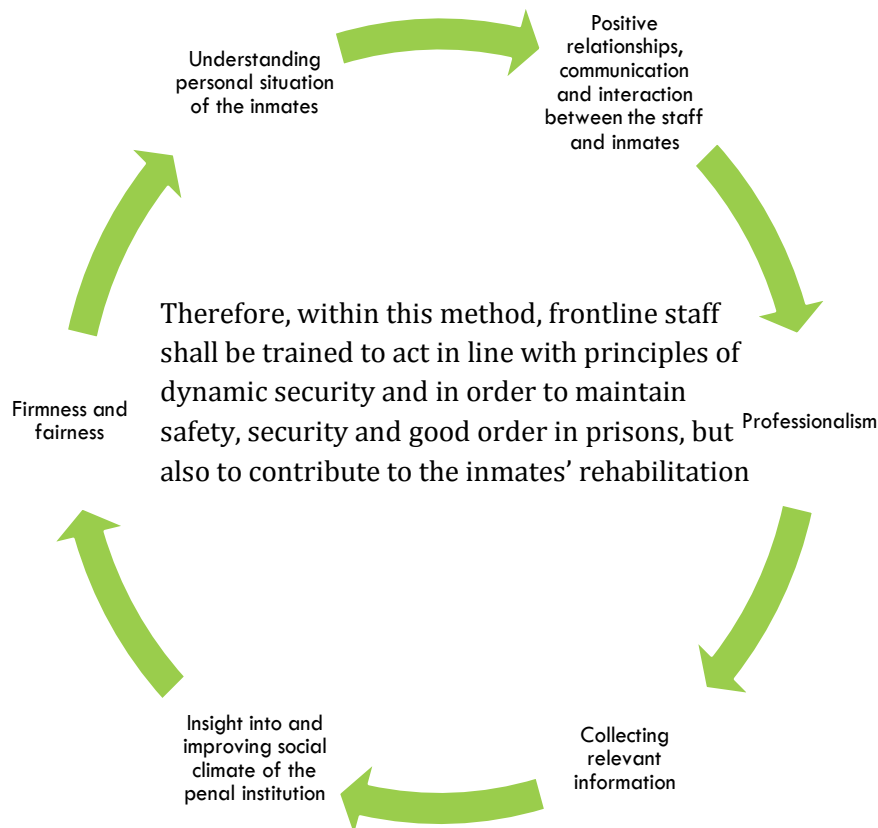 Understanding
personal situation
of the inmates
Positive
relationships,
communication
and interaction
between the staff
and inmates
Professionalism
Collecting
relevant
information
Insight into and
improving social
climate of the
penal institution
Firmness and
fairness
Therefore, within this method, frontline staff
shall be trained to act in line with principles of
dynamic security and in order to maintain
safety, security and good order in prisons, but
also to contribute to the inmates’ rehabilitation